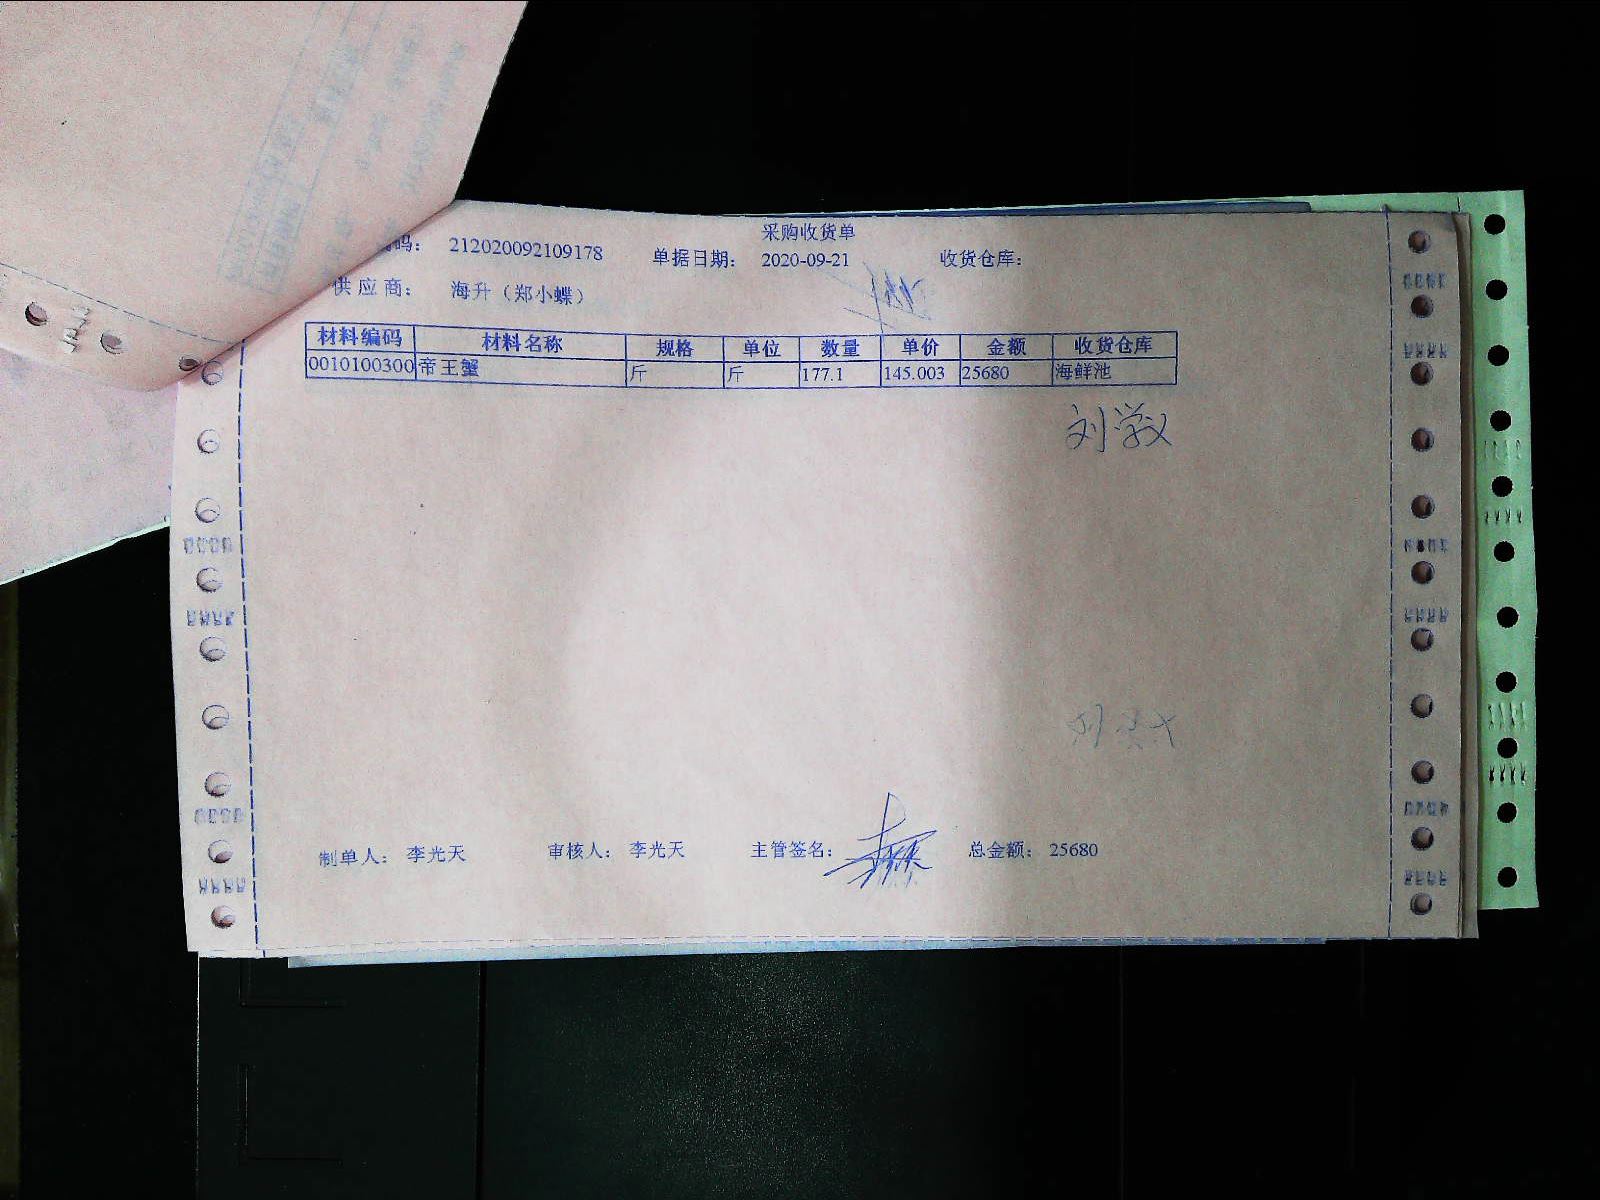 采购收货单
码： 212020092109178 单据日期： 2020-09-21 收货仓库：
供应商： 海升（郑小蝶）
材料编码 材料名称 规格 单位 数量 单价 金额 收货仓库
0010100300 帝王蟹 斤 斤 177.1 145.003 25680 海鲜池
制单人： 李光天 审核人： 李光天 主管签名： 总金额： 25680